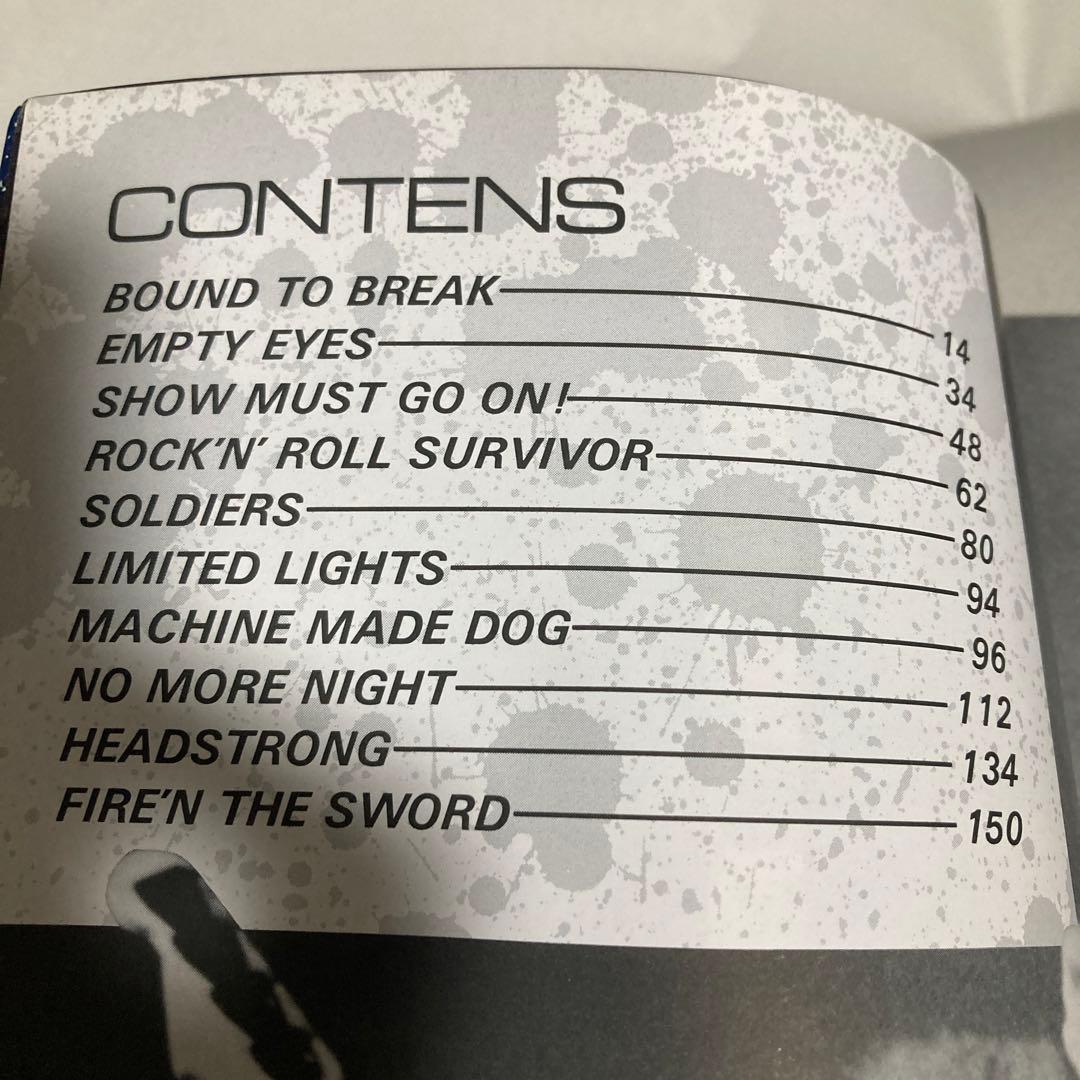 CONTENS
BOUND TO BREAK 14
EMPTY EYES 34
SHOW MUST GO ON! 48
ROCK'N' ROLL SURVIVOR 62
SOLDIERS 80
LIMITED LIGHTS 94
MACHINE MADE DOG 96
NO MORE NIGHT 112
HEADSTRONG 134
FIRE'N THE SWORD 150